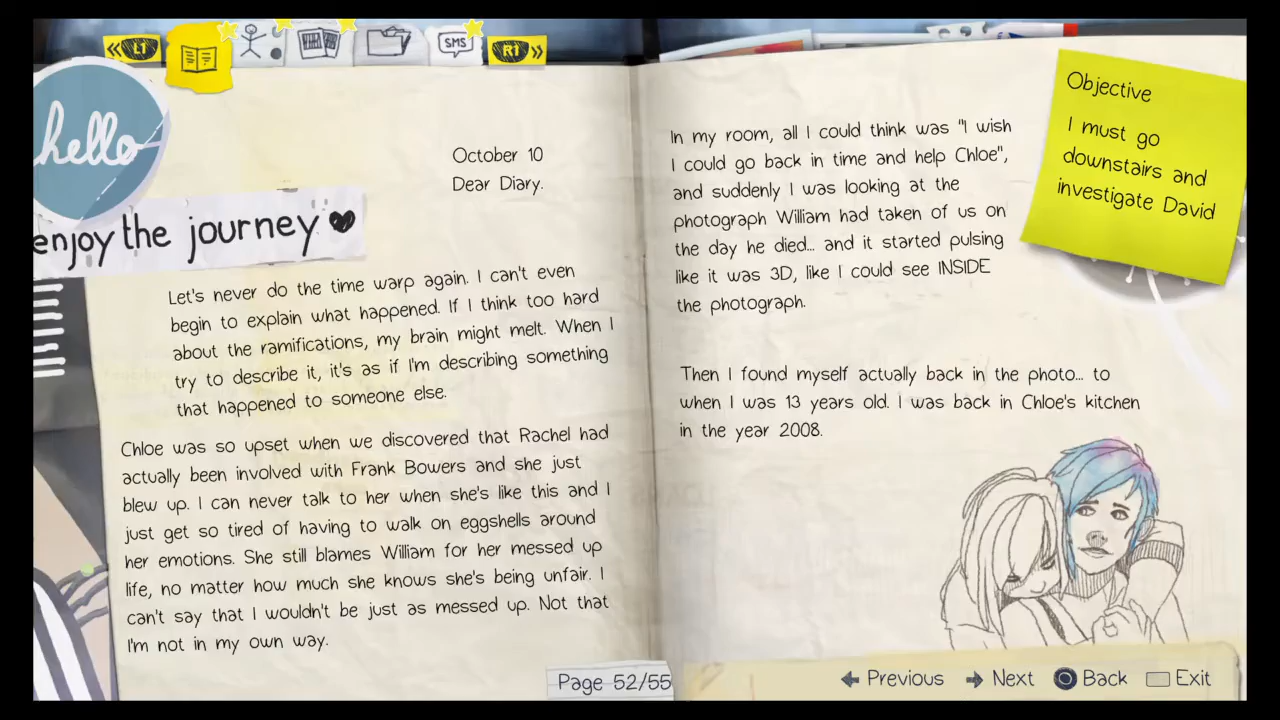 L1
SMS
R1
hello
enjoy the journey
October 10
Dear Diary.
Let's never do the time warp again. I can't even
begin to explain what happened. If I think too hard
about the ramifications, my brain might melt. When I
try to describe it, it's as if I'm describing something
that happened to someone else.
Chloe was so upset when we discovered that Rachel had
actually been involved with Frank Bowers and she just
blew up. I can never talk to her when she's like this and I
just get so tired of having to walk on eggshells around
her emotions. She still blames William for her messed up
life, no matter how much she knows she's being unfair. I
can't say that I wouldn't be just as messed up. Not that
I'm not in my own way.
In my room, all I could think was "I wish
I could go back in time and help Chloe",
and suddenly I was looking at the
photograph William had taken of us on
the day he died... and it started pulsing
like it was 3D, like I could see INSIDE
the photograph.
Then I found myself actually back in the photo... to
when I was 13 years old. I was back in Chloe's kitchen
in the year 2008.
Objective
I must go
downstairs and
investigate David
Page 52/55
Previous
Next
Back
Exit